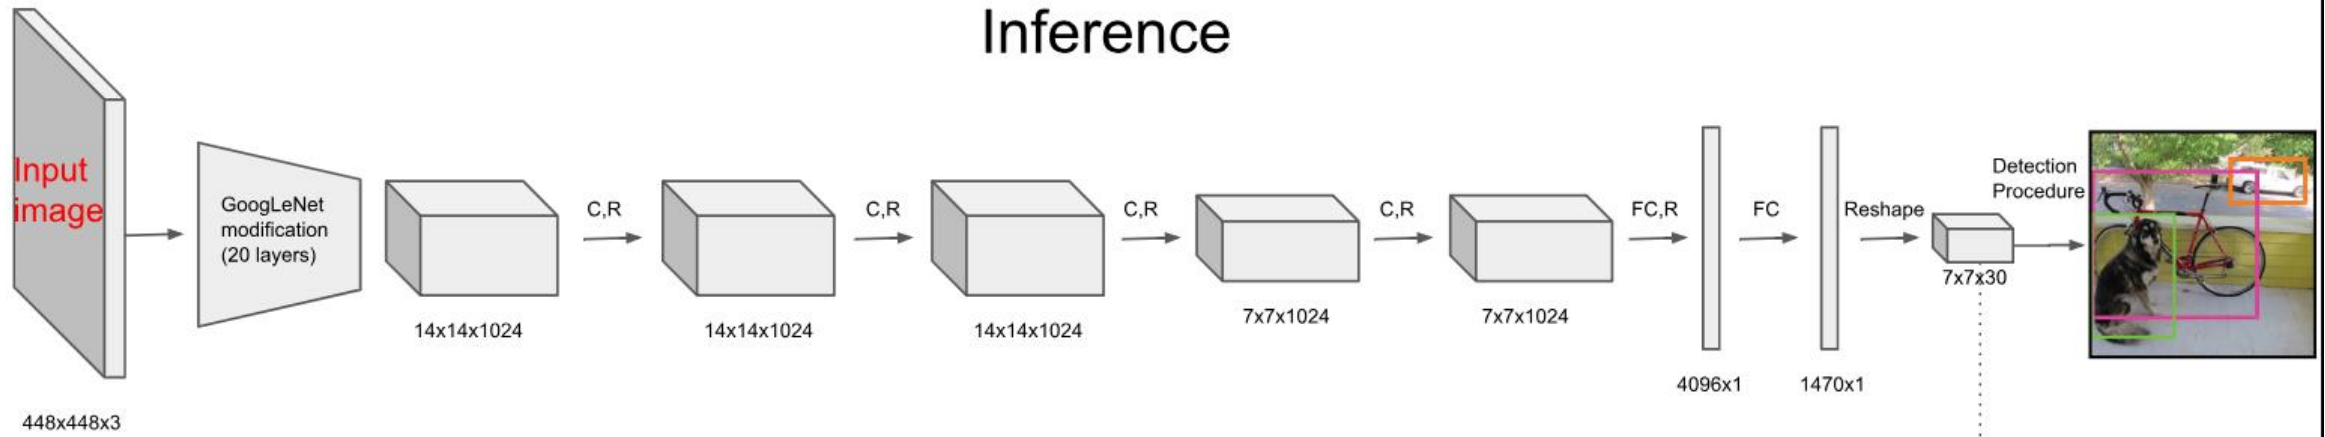 Inference
Input
image
448x448x3
GoogLeNet
modification
(20 layers)
14x14x1024
C,R
14x14x1024
C,R
14x14x1024
C,R
7x7x1024
C,R
7x7x1024
FC,R
4096x1
FC
1470x1
Reshape
7x7x30
Detection
Procedure